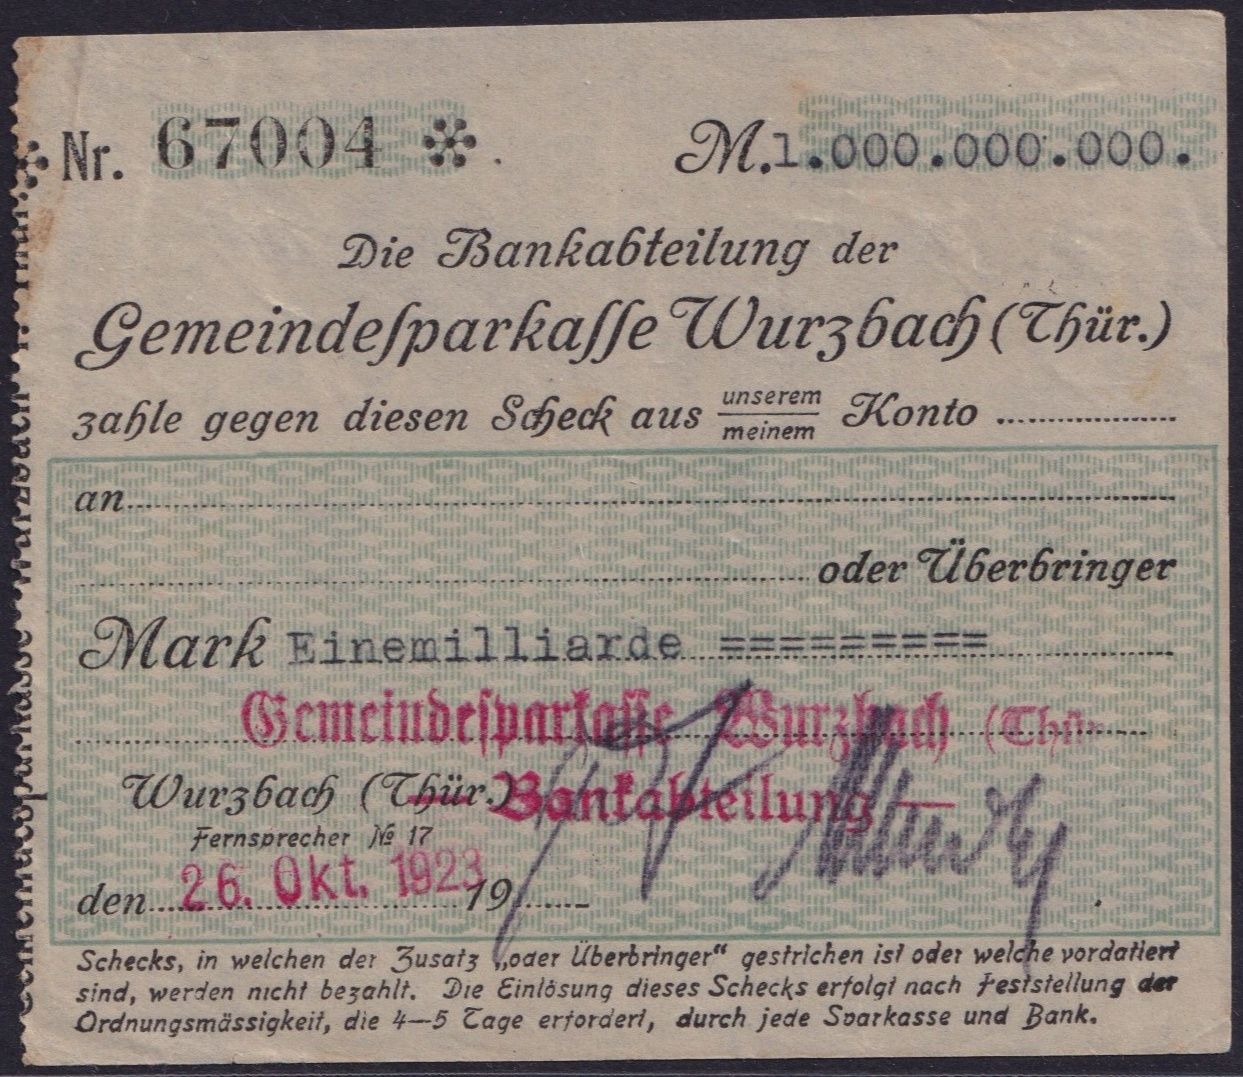 Nr. 67004 M.1.000.000.000.
Die Bankabteilung der
Gemeindeſparkaſſe Wurzbach (Thür.)
zahle gegen diesen Scheck aus unserem
meinem Konto
an
oder Überbringer
Mark Einemilliarde =========
Gemeindeſparkaſſe Wurzbach (Thür
Wurzbach (Thür.) Bankabteilung
Fernsprecher № 17
den 26. Okt. 1923 19
Schecks, in welchen der Zusatz „oder Überbringer“ gestrichen ist oder welche vordatiert
sind, werden nicht bezahlt. Die Einlösung dieses Schecks erfolgt nach Feststellung der
Ordnungsmässigkeit, die 4—5 Tage erfordert, durch jede Sparkasse und Bank.